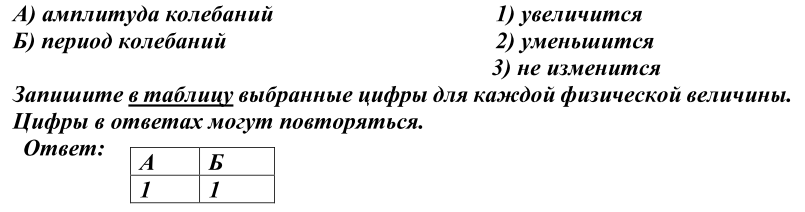 А) амплитуда колебаний 1) увеличится
Б) период колебаний 2) уменьшится
3) не изменится
Запишите в таблицу выбранные цифры для каждой физической величины.
Цифры в ответах могут повторяться.
Ответ:
А Б
1 1